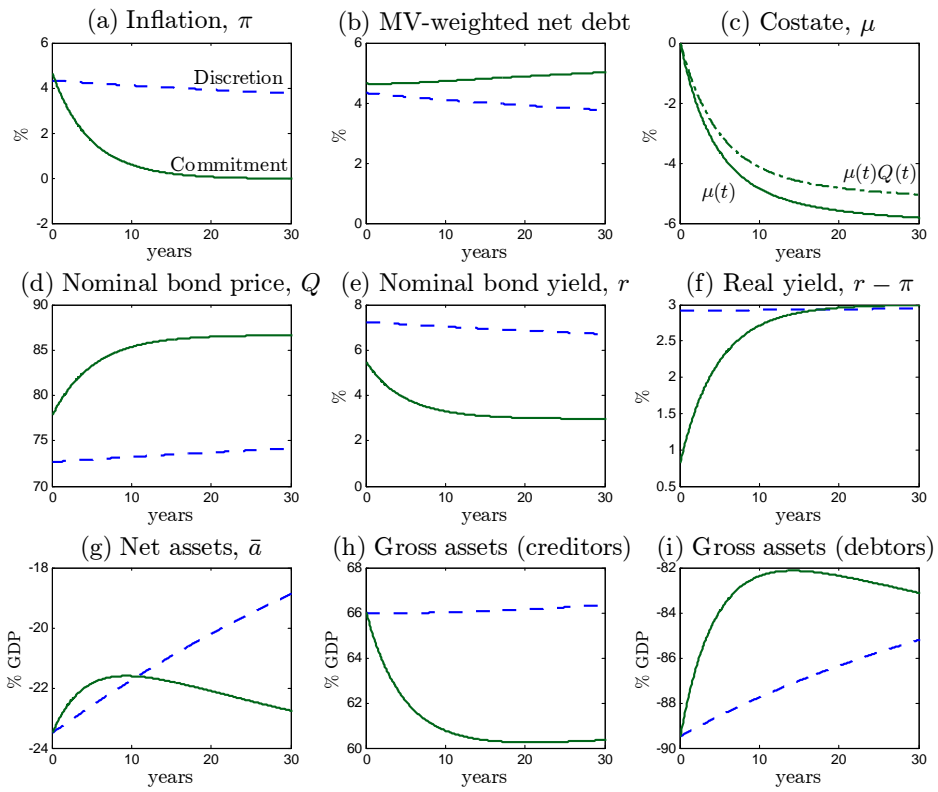 (a) Inflation, π
(b) MV-weighted net debt
(c) Costate, μ
6
4
2
0
-2
%
Discretion
Commitment
0 10 20 30
years
6
4
2
0
%
0 10 20 30
years
0
-2
-4
-6
%
μ(t)
μ(t)Q(t)
0 10 20 30
years
(d) Nominal bond price, Q
(e) Nominal bond yield, r
(f) Real yield, r − π
90
85
80
75
70
0 10 20 30
years
8
6
4
2
0
%
0 10 20 30
years
3
2.5
2
1.5
1
0.5
%
0 10 20 30
years
(g) Net assets, ā
(h) Gross assets (creditors)
(i) Gross assets (debtors)
-18
-20
-22
-24
% GDP
0 10 20 30
years
68
66
64
62
60
% GDP
0 10 20 30
years
-82
-84
-86
-88
-90
% GDP
0 10 20 30
years